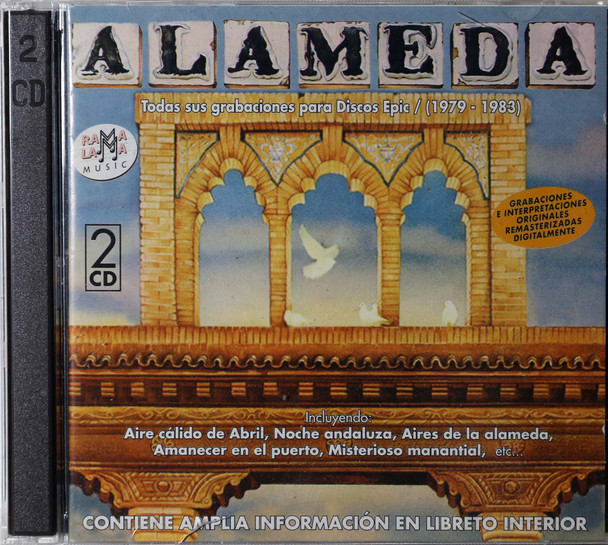 2
CD
ALAMEDA
Todas sus grabaciones para Discos Epic / (1979 - 1983)
RAMA
LAMA
MUSIC
GRABACIONES
E INTERPRETACIONES
ORIGINALES
REMASTERIZADAS
DIGITALMENTE
2
CD
Incluyendo:
Aire cálido de Abril, Noche andaluza, Aires de la alameda,
Amanecer en el puerto, Misterioso manantial, etc...
CONTIENE AMPLIA INFORMACIÓN EN LIBRETO INTERIOR